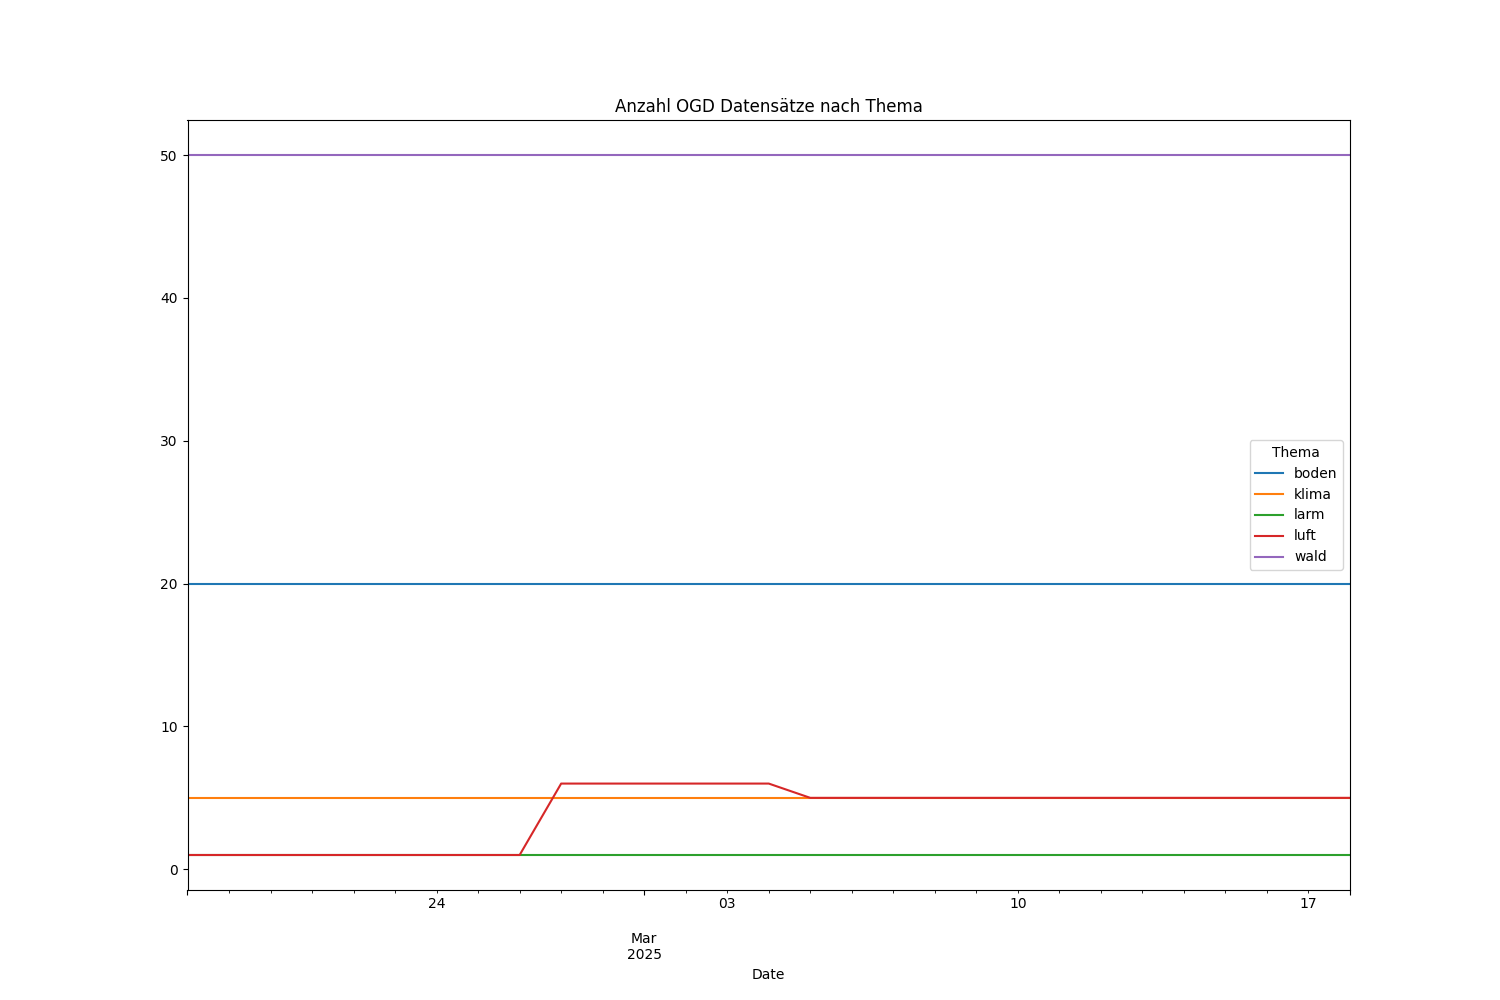 Anzahl OGD Datensätze nach Thema
50
40
30
20
10
0
Thema
boden
klima
larm
luft
wald
24
03
10
17
Mar
2025
Date